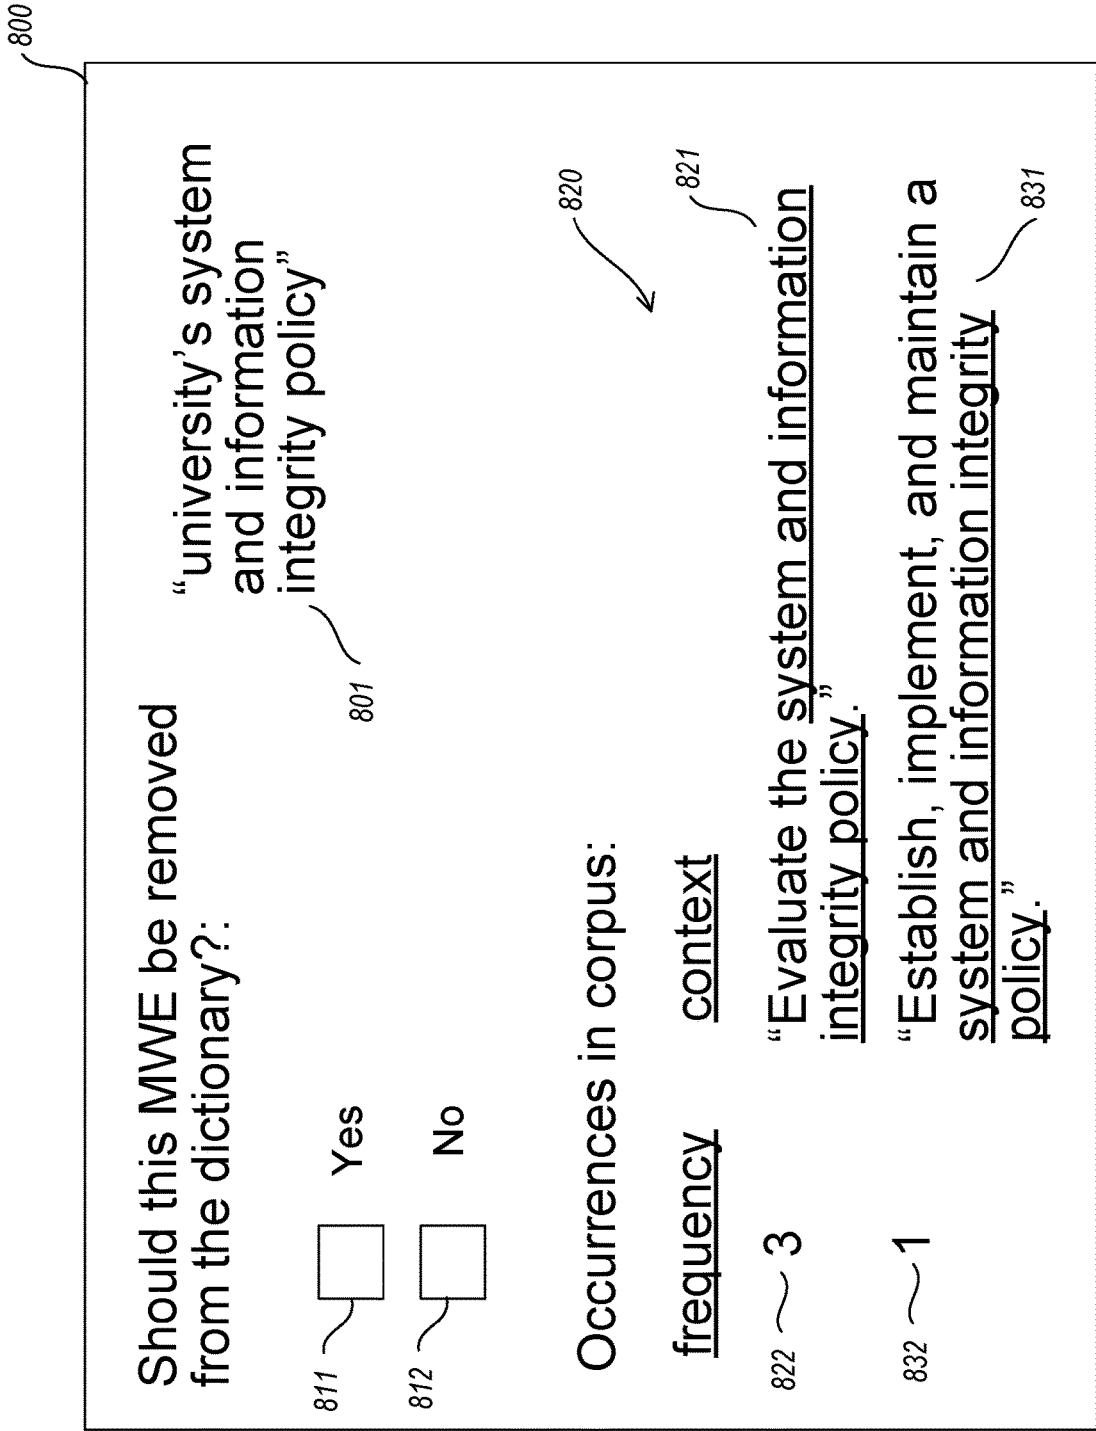 800
Should this MWE be removed
from the dictionary?:
“university’s system
and information
integrity policy”
801
811
Yes
812
No
Occurrences in corpus:
820
frequency
context
821
822
3
“Evaluate the system and information
integrity policy.”
832
1
“Establish, implement, and maintain a
system and information integrity
policy.”
831